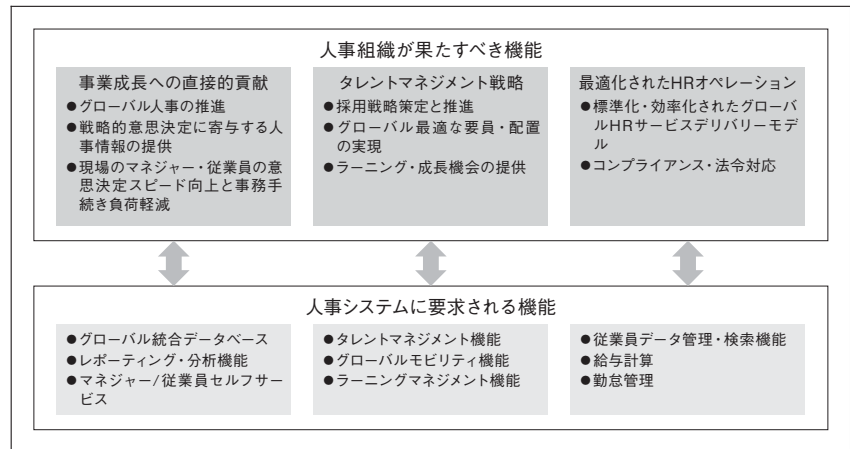 人事組織が果たすべき機能
事業成長への直接的貢献
●グローバル人事の推進
●戦略的意思決定に寄与する人
事情報の提供
●現場のマネジャー・従業員の意
思決定スピード向上と事務手
続き負荷軽減
タレントマネジメント戦略
●採用戦略策定と推進
●グローバル最適な要員・配置
の実現
●ラーニング・成長機会の提供
最適化されたHRオペレーション
●標準化・効率化されたグローバ
ルHRサービスデリバリーモデ
ル
●コンプライアンス・法令対応
人事システムに要求される機能
●グローバル統合データベース
●レポーティング・分析機能
●マネジャー/従業員セルフサー
ビス
●タレントマネジメント機能
●グローバルモビリティ機能
●ラーニングマネジメント機能
●従業員データ管理・検索機能
●給与計算
●勤怠管理